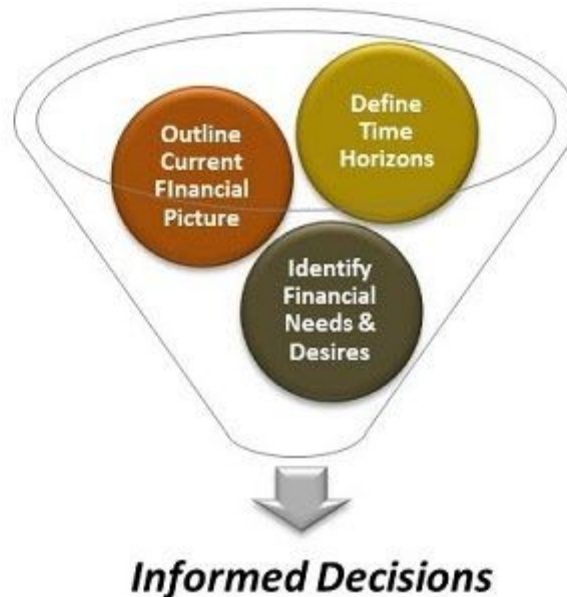 Outline
Current
FInancial
Picture
Define
Time
Horizons
Identify
Financial
Needs &
Desires
Informed Decisions